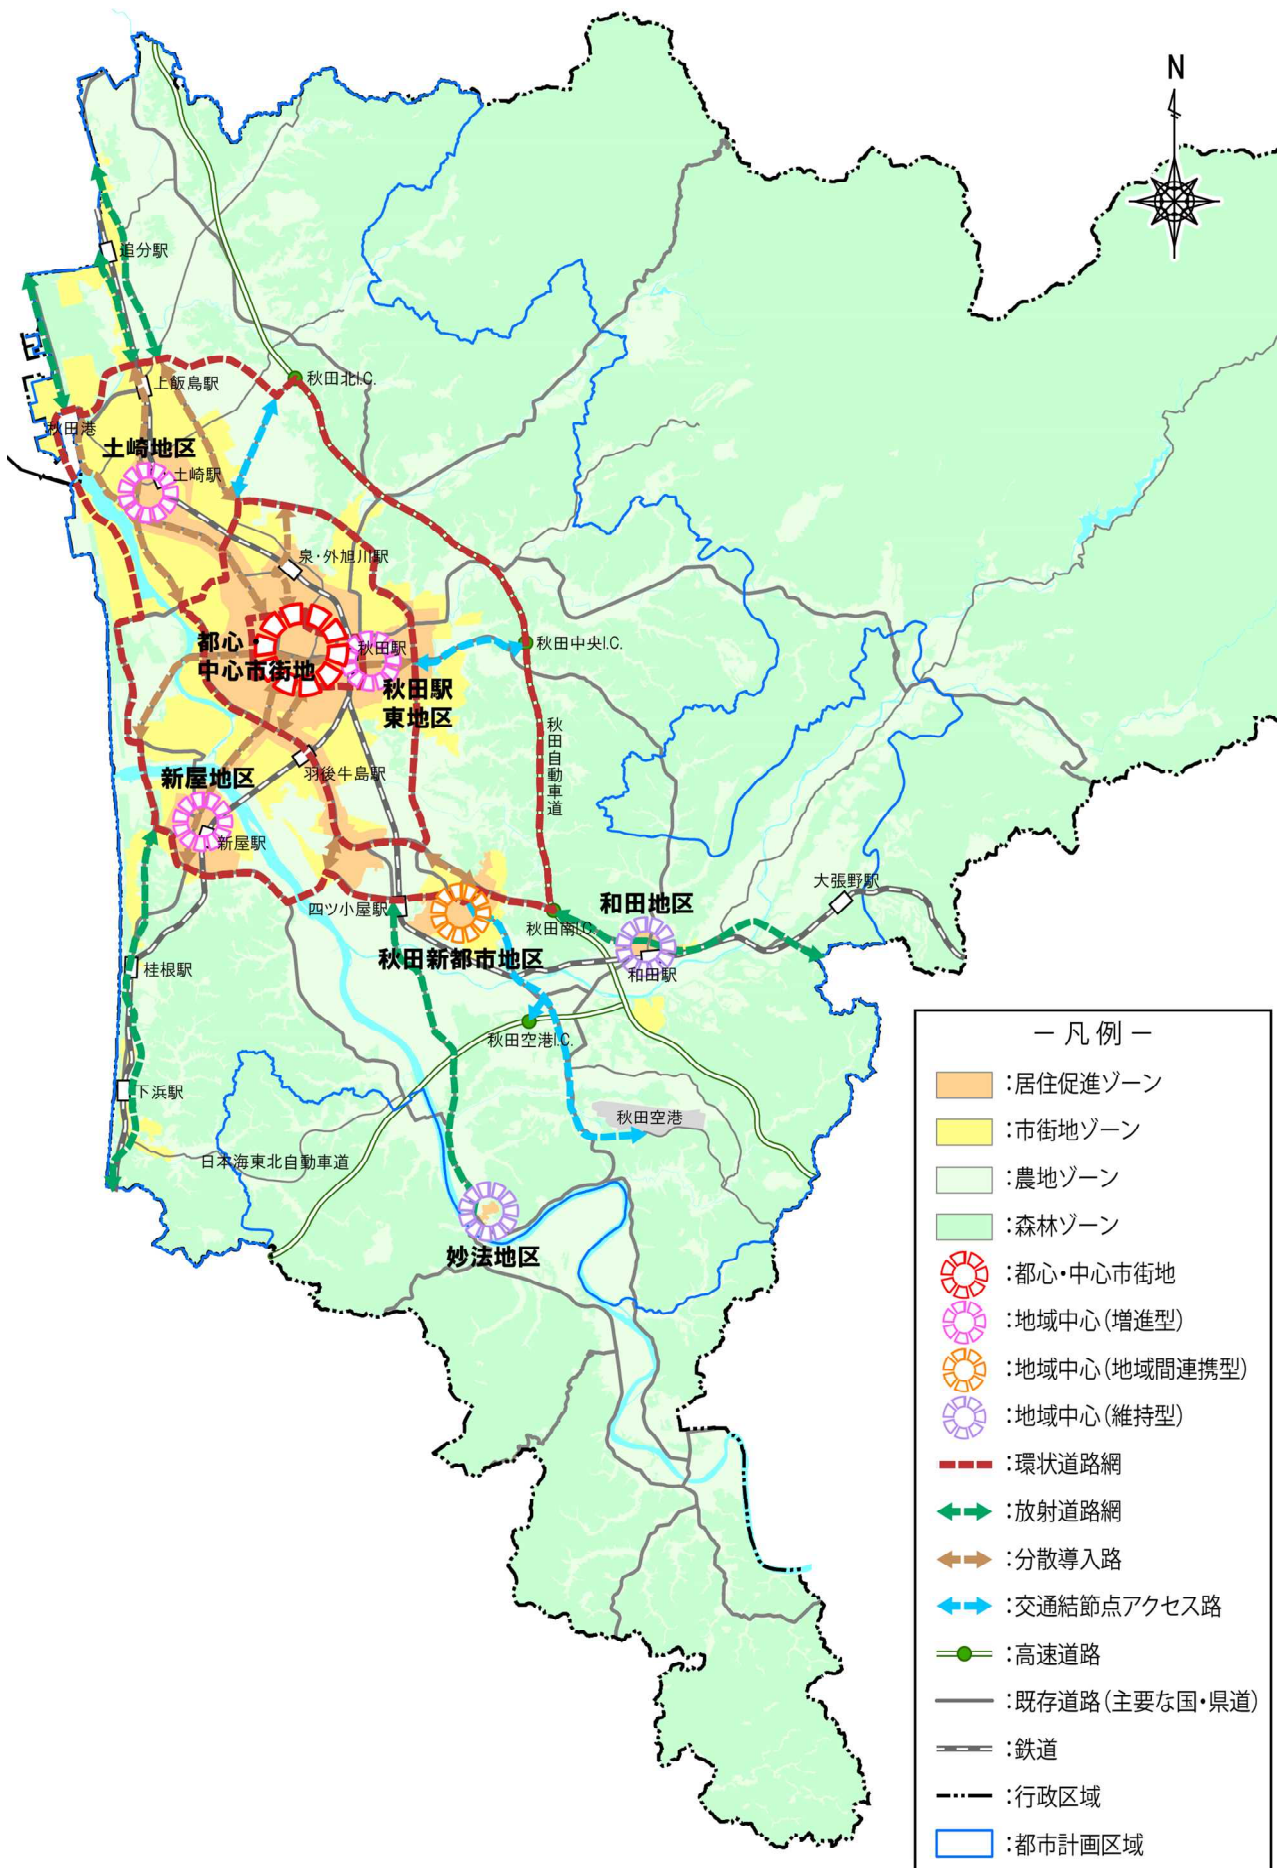 N
追分駅
上飯島駅
秋田北I.C.
秋田港
土崎地区
土崎駅
泉・外旭川駅
都心・
中心市街地
秋田駅
秋田中央I.C.
秋田駅
東地区
秋田自動車道
羽後牛島駅
新屋地区
新屋駅
大張野駅
四ツ小屋駅
秋田南I.C.
和田地区
秋田新都市地区
和田駅
桂根駅
秋田空港I.C.
下浜駅
秋田空港
日本海東北自動車道
妙法地区
－凡例－
:居住促進ゾーン
:市街地ゾーン
:農地ゾーン
:森林ゾーン
:都心・中心市街地
:地域中心(増進型)
:地域中心(地域間連携型)
:地域中心(維持型)
:環状道路網
:放射道路網
:分散導入路
:交通結節点アクセス路
:高速道路
:既存道路(主要な国・県道)
:鉄道
:行政区域
:都市計画区域